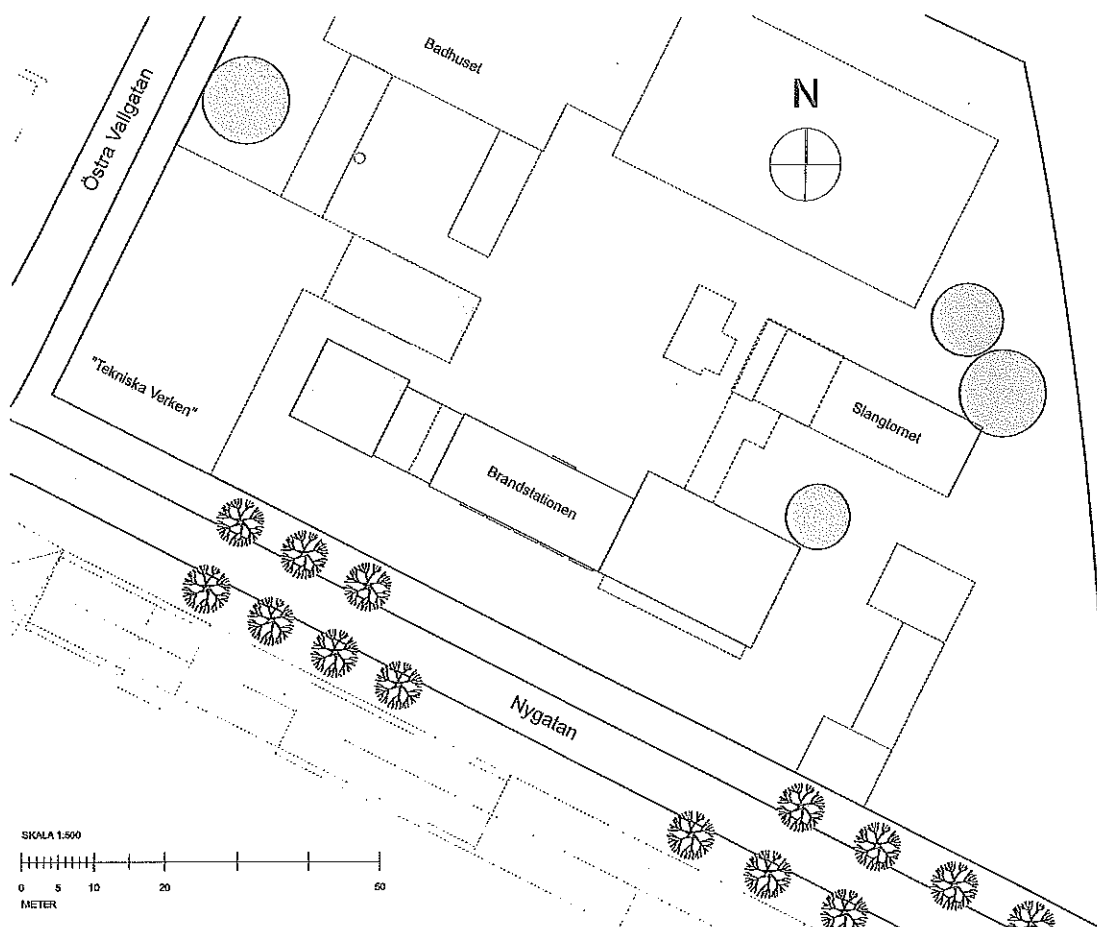 Badhuset
N
Östra Vallgatan
"Tekniska Verken"
Slangtornet
Brandstationen
Nygatan
SKALA 1:500
0 5 10 20 50
METER